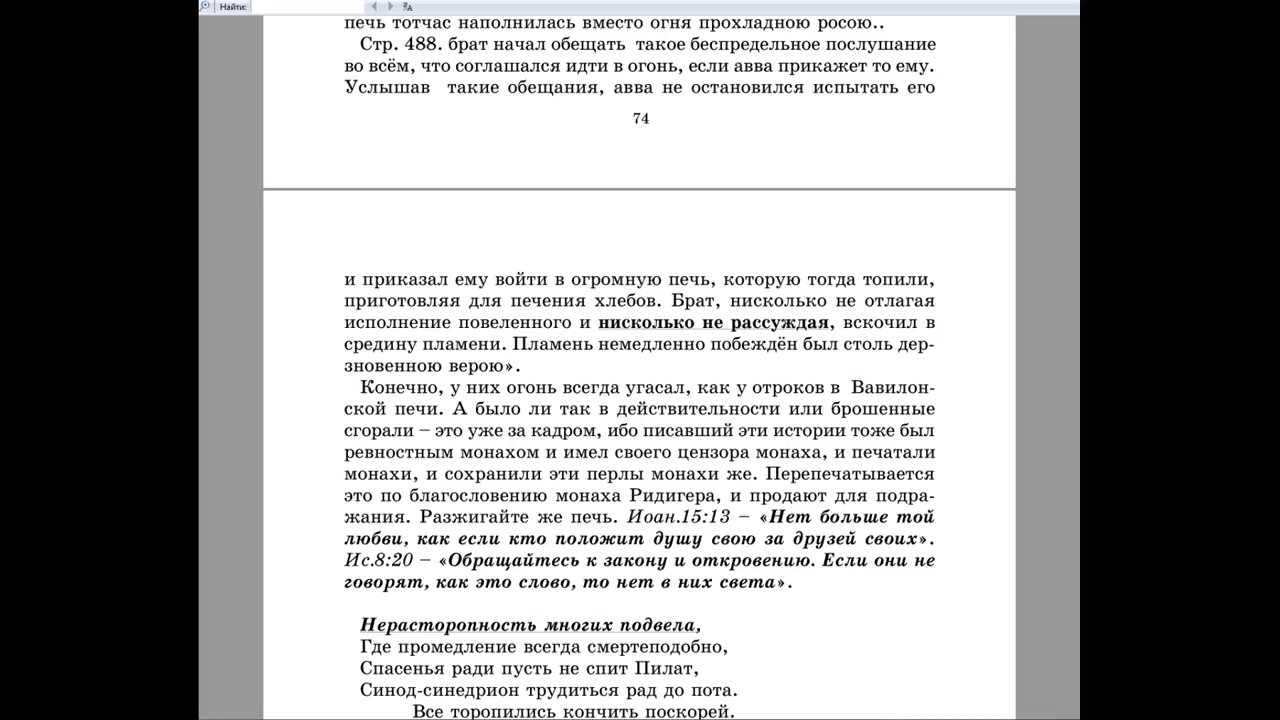 Найти:
печь тотчас наполнилась вместо огня прохладною росою..
Стр. 488. брат начал обещать такое беспредельное послушание
во всём, что соглашался идти в огонь, если авва прикажет то ему.
Услышав такие обещания, авва не остановился испытать его
74
и приказал ему войти в огромную печь, которую тогда топили,
приготовляя для печения хлебов. Брат, нисколько не отлагая
исполнение повеленного и нисколько не рассуждая, вскочил в
средину пламени. Пламень немедленно побеждён был столь дер-
зновенною верою».
Конечно, у них огонь всегда угасал, как у отроков в Вавилон-
ской печи. А было ли так в действительности или брошенные
сгорали – это уже за кадром, ибо писавший эти истории тоже был
ревностным монахом и имел своего цензора монаха, и печатали
монахи, и сохранили эти перлы монахи же. Перепечатывается
это по благословению монаха Ридигера, и продают для подра-
жания. Разжигайте же печь. Иоан.15:13 – «Нет больше той
любви, как если кто положит душу свою за друзей своих».
Ис.8:20 – «Обращайтесь к закону и откровению. Если они не
говорят, как это слово, то нет в них света».
Нерасторопность многих подвела,
Где промедление всегда смертеподобно,
Спасенья ради пусть не спит Пилат,
Синод-синедрион трудиться рад до пота.
Все торопились кончить поскорей.